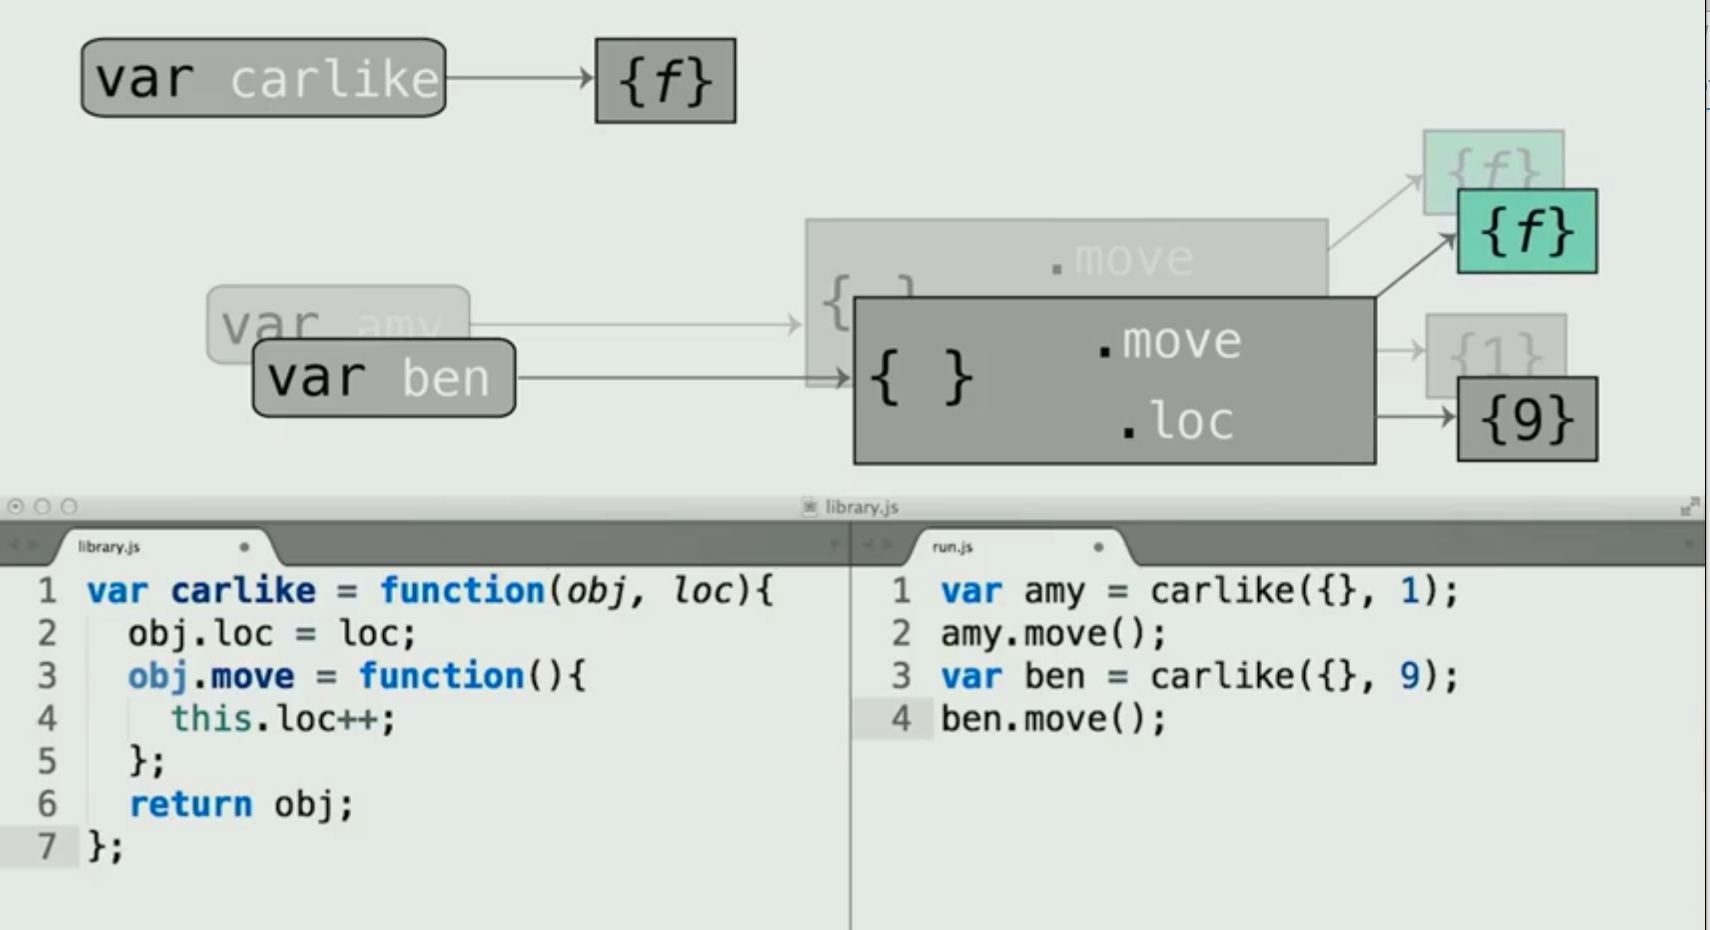 var carlike
{f}
{f}
{f}
.move
{ }
var amy
.move
{1}
{ }
var ben
.loc
{9}
library.js
library.js
1 var carlike = function(obj, loc){
2 obj.loc = loc;
3 obj.move = function(){
4 this.loc++;
5 };
6 return obj;
7 };
run.js
1 var amy = carlike({}, 1);
2 amy.move();
3 var ben = carlike({}, 9);
4 ben.move();